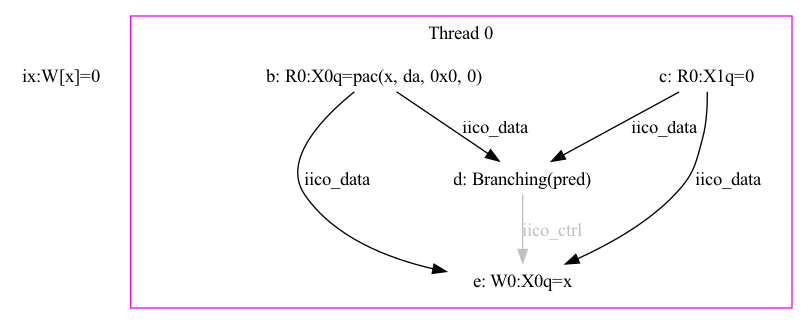 Thread 0
ix:W[x]=0
b: R0:X0q=pac(x, da, 0x0, 0)
c: R0:X1q=0
iico_data
iico_data
iico_data
d: Branching(pred)
iico_data
iico_ctrl
e: W0:X0q=x